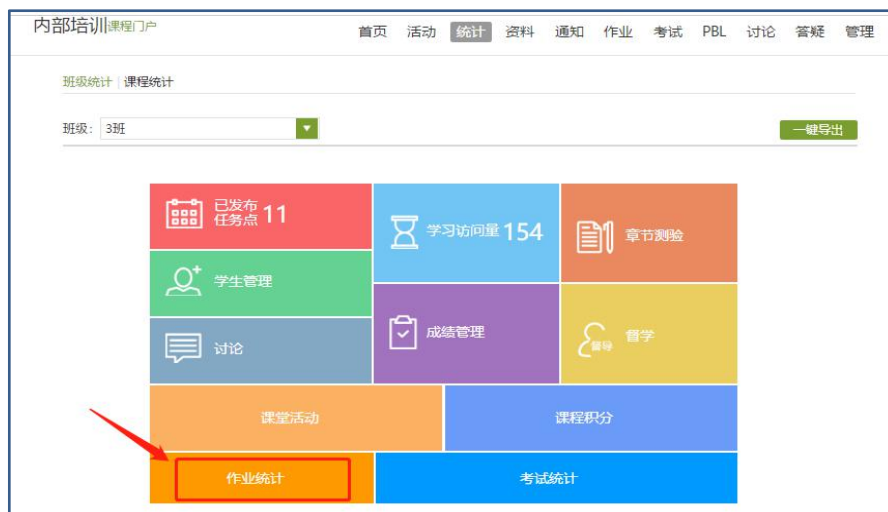 内部培训课程门户
首页 活动 统计 资料 通知 作业 考试 PBL 讨论 答疑 管理
班级统计 | 课程统计
班级: 3班
一键导出
已发布
任务点 11
学习访问量 154
章节测验
学生管理
成绩管理
督导 督学
讨论
课堂活动
课程积分
作业统计
考试统计